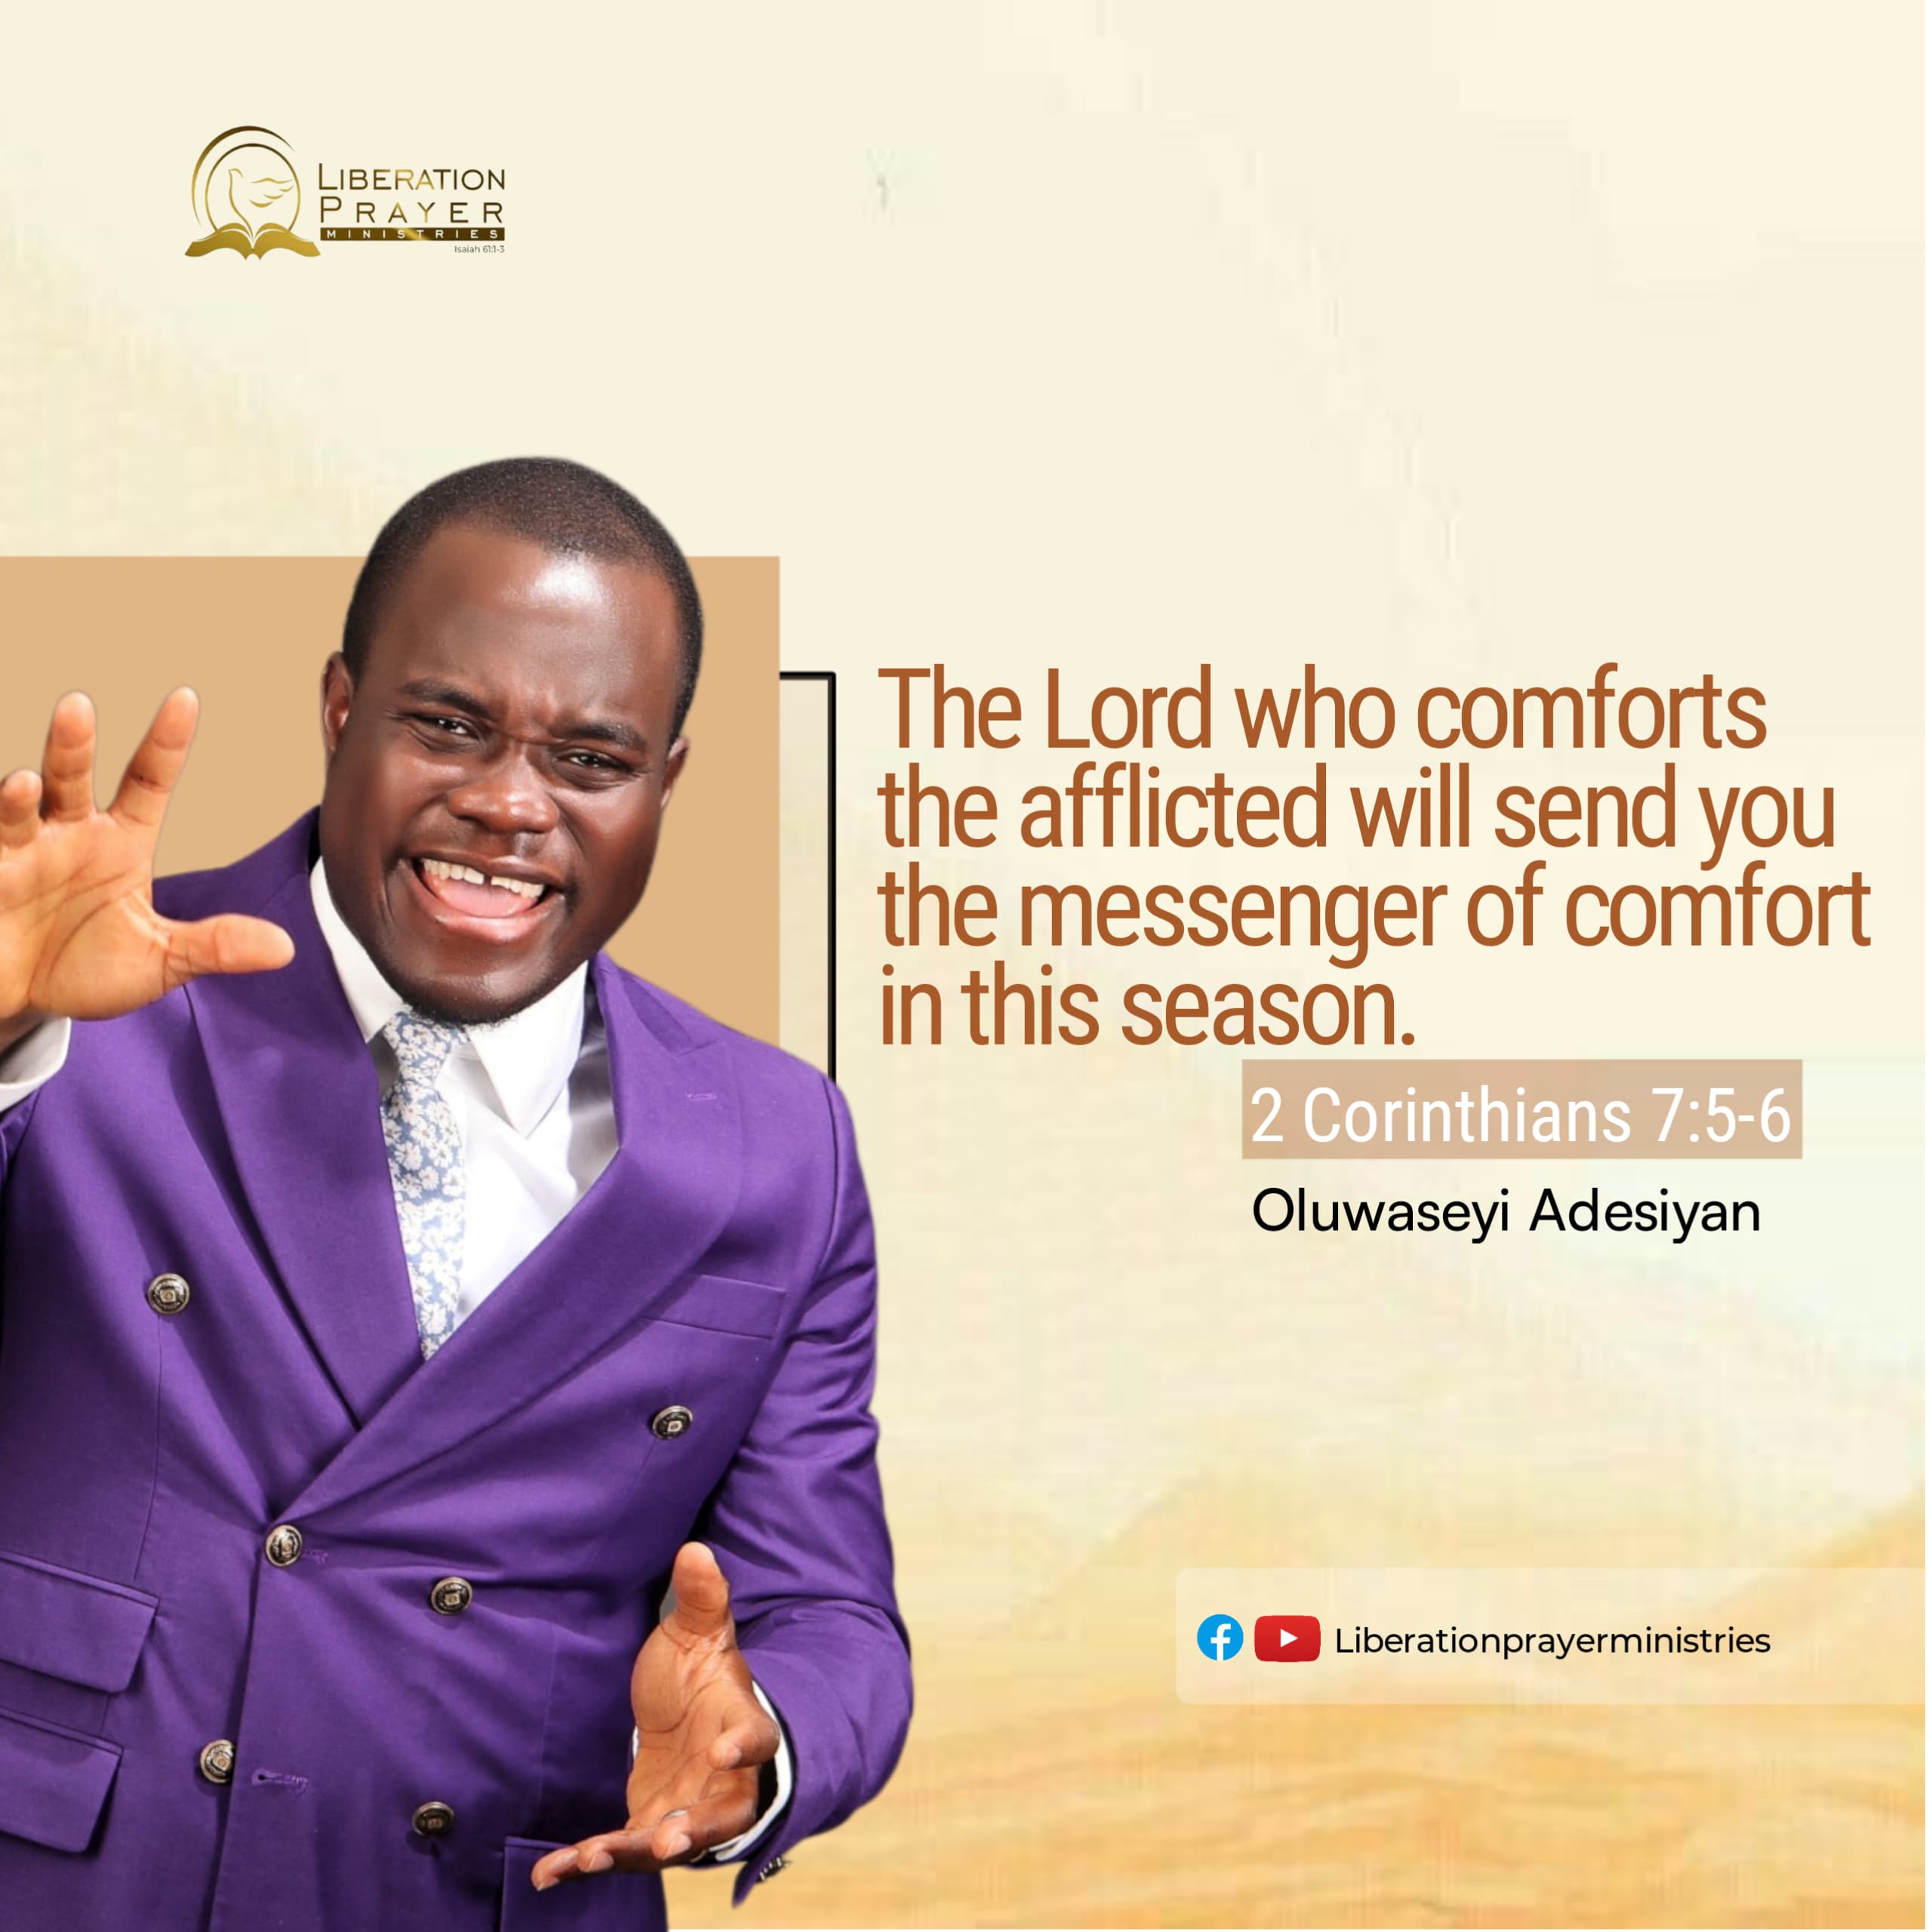 LIBERATION
PRAYER
MINISTRIES
Isaiah 61:1-3
The Lord who comforts
the afflicted will send you
the messenger of comfort
in this season.
2 Corinthians 7:5-6
Oluwaseyi Adesiyan
Liberationprayerministries